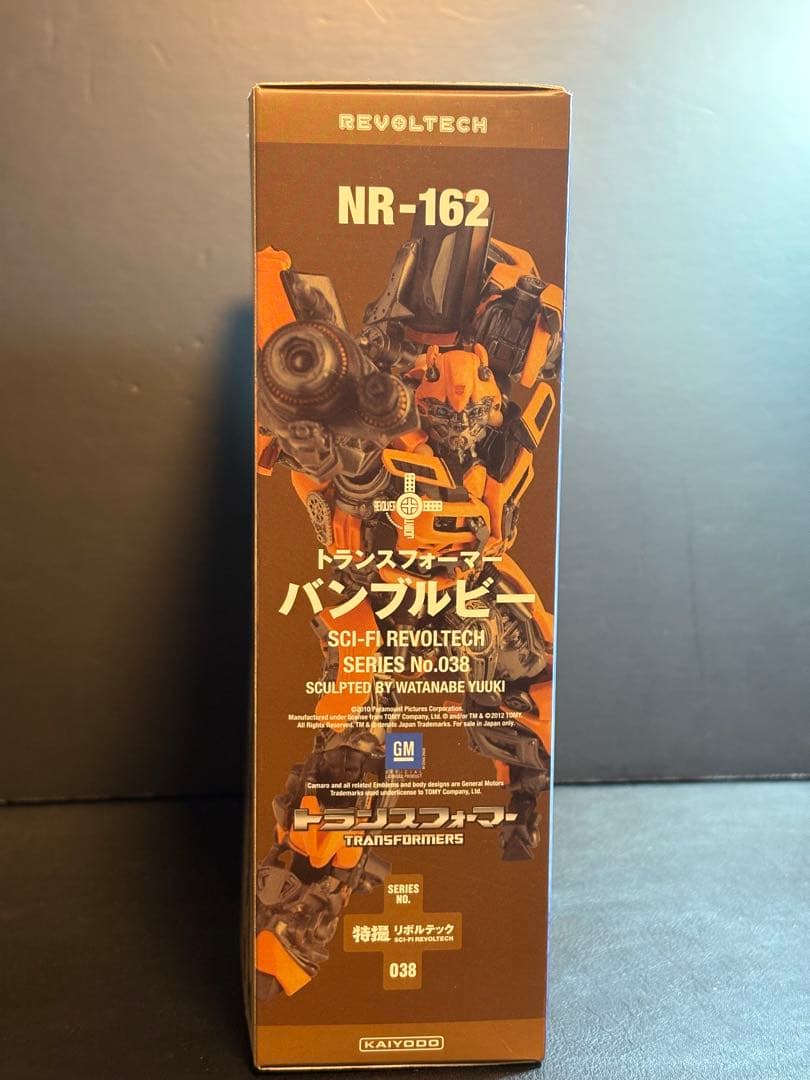 REVOLTECH
NR-162
トランスフォーマー
バンブルビー
SCI-FI REVOLTECH
SERIES No.038
SCULPTED BY WATANABE YUUKI
©2010 Paramount Pictures Corporation.
Manufactured under license from TOMY Company, Ltd. © and/or TM & ©2012 TOMY.
All Rights Reserved. TM & ® denote Japan Trademarks. For sale in Japan only.
GM
OFFICIAL
LICENSED PRODUCT
Camaro and all related Emblems and body designs are General Motors
Trademarks used underlicense to TOMY Company, Ltd.
トランスフォーマー
TRANSFORMERS
SERIES
NO.
特撮 リボルテック
SCI-FI REVOLTECH
038
KAIYODO